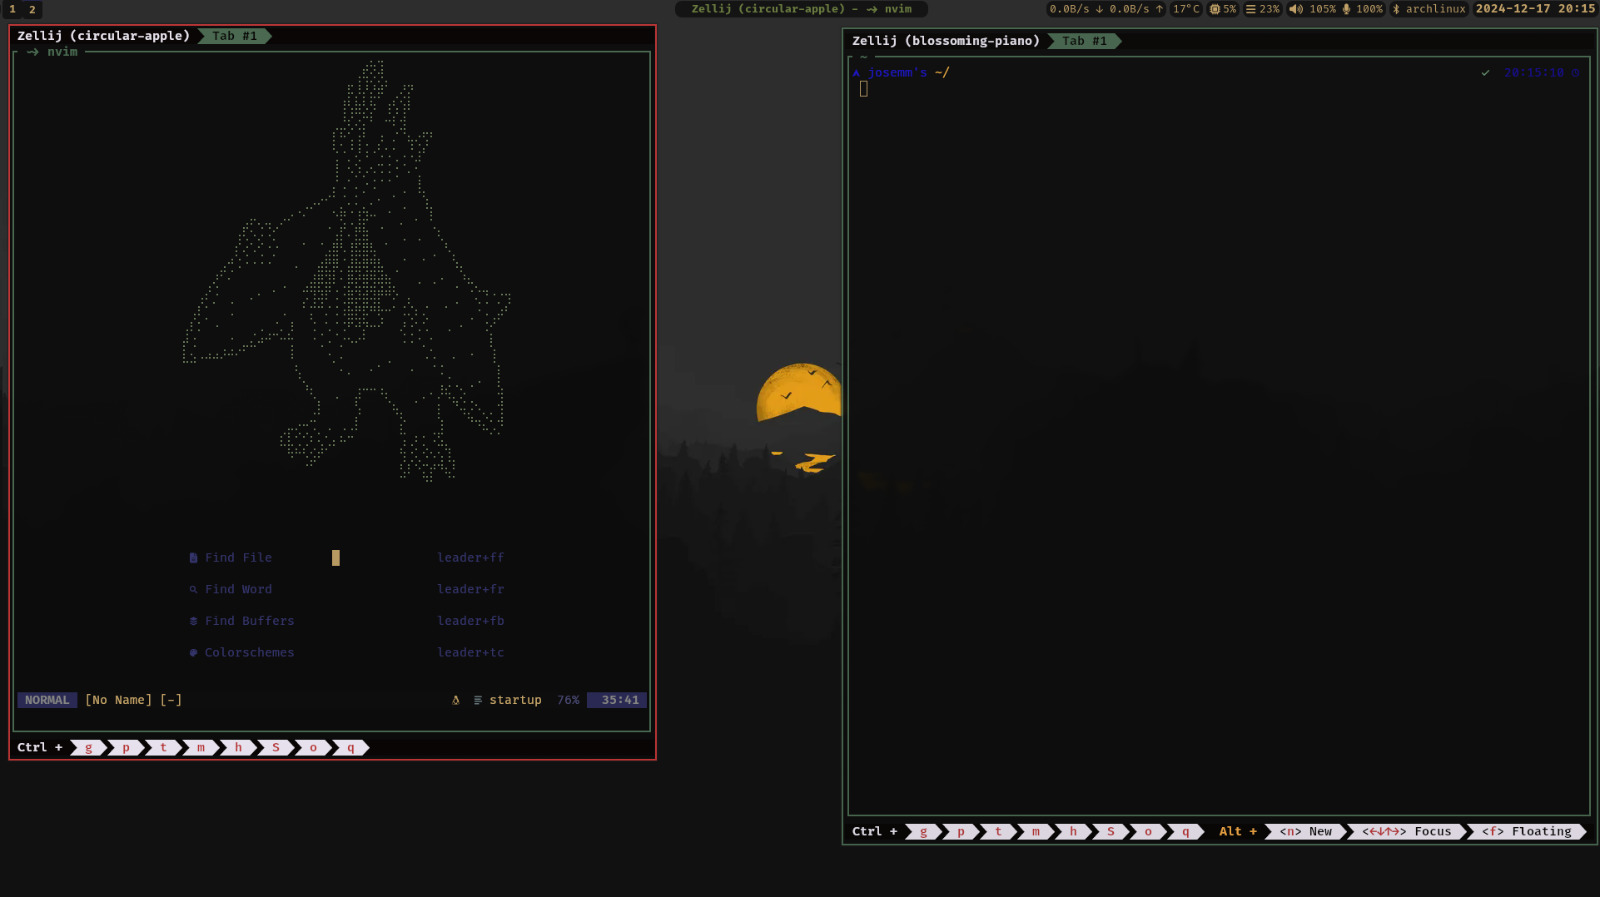 1 2
Zellij (circular-apple) - ~> nvim
0.0B/s ↓ 0.0B/s ↑ 17°C 5% 23% 105% 100% archlinux 2024-12-17 20:15
Zellij (circular-apple) Tab #1
~> nvim
Find File leader+ff
Find Word leader+fr
Find Buffers leader+fb
Colorschemes leader+tc
NORMAL [No Name] [-] startup 76% 35:41
Ctrl + g p t m h S o q
Zellij (blossoming-piano) Tab #1
~
josemm's ~/ ✓ 20:15:10
Ctrl + g p t m h S o q Alt + <n> New <←↓↑→> Focus <f> Floating